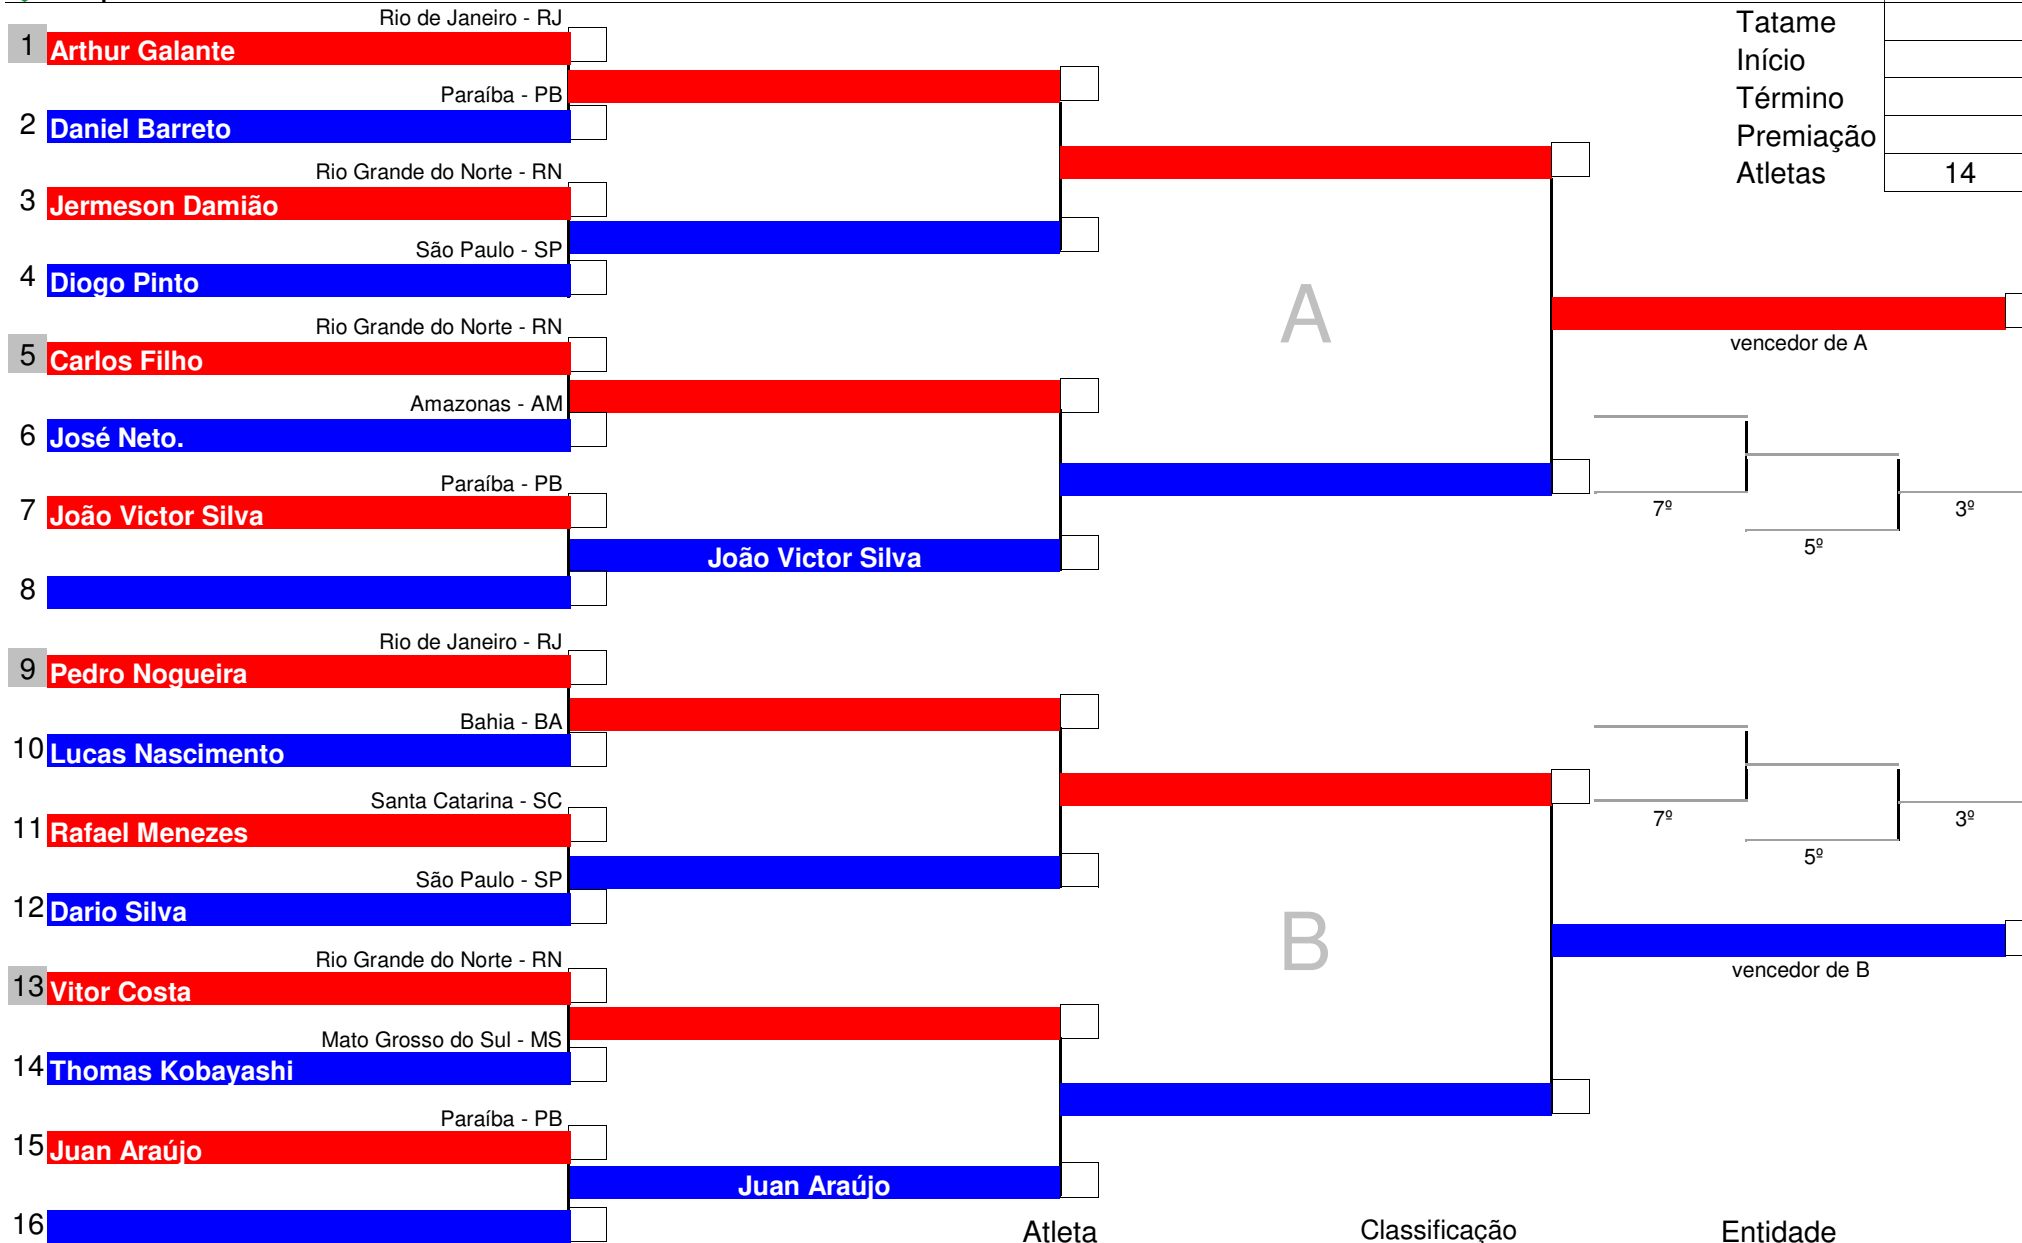 Rio de Janeiro - RJ
1 Arthur Galante
Paraíba - PB
2 Daniel Barreto
Rio Grande do Norte - RN
3 Jermeson Damião
São Paulo - SP
4 Diogo Pinto
Rio Grande do Norte - RN
5 Carlos Filho
Amazonas - AM
6 José Neto.
Paraíba - PB
7 João Victor Silva
João Victor Silva
8
Rio de Janeiro - RJ
9 Pedro Nogueira
Bahia - BA
10 Lucas Nascimento
Santa Catarina - SC
11 Rafael Menezes
São Paulo - SP
12 Dario Silva
Rio Grande do Norte - RN
13 Vitor Costa
Mato Grosso do Sul - MS
14 Thomas Kobayashi
Paraíba - PB
15 Juan Araújo
Juan Araújo
16
A
B
Tatame
Início
Término
Premiação
Atletas 14
vencedor de A
7º
3º
5º
7º
3º
5º
vencedor de B
Atleta Classificação Entidade